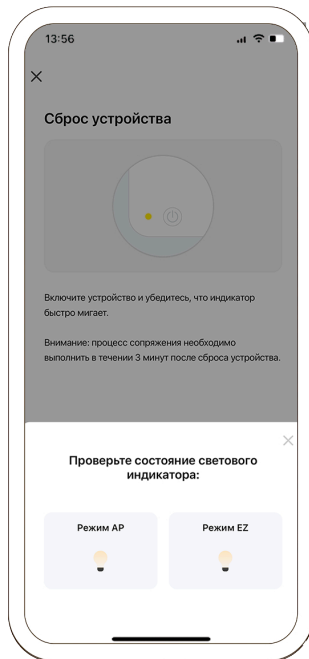 13:56
Сброс устройства
Включите устройство и убедитесь, что индикатор
быстро мигает.
Внимание: процесс сопряжения необходимо
выполнить в течении 3 минут после сброса устройства.
Проверьте состояние светового
индикатора:
Режим AP
Режим EZ